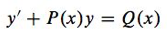 y′ + P(x)y = Q(x)